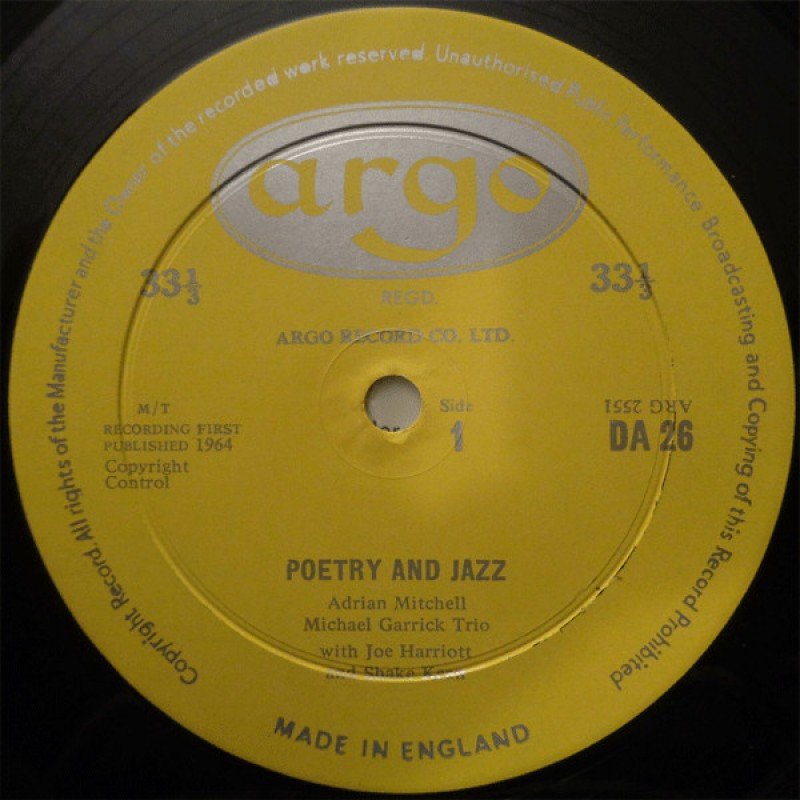 Copyright Record. All rights of the Manufacturer and the Owner of the recorded work reserved. Unauthorised Public Performance Broadcasting and Copying of this Record Prohibited
argo
33⅓
33⅓
REGD.
ARGO RECORD CO. LTD.
M/T
RECORDING FIRST
PUBLISHED 1964
Copyright
Control
Side
1
ARG 2551
DA 26
POETRY AND JAZZ
Adrian Mitchell
Michael Garrick Trio
with Joe Harriott
and Shake Keane
MADE IN ENGLAND